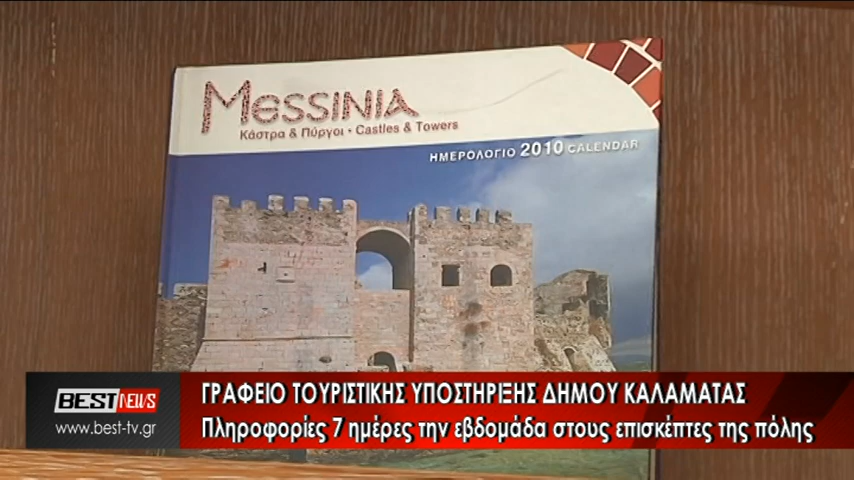 MESSINIA
Κάστρα & Πύργοι • Castles & Towers
ΗΜΕΡΟΛΟΓΙΟ 2010 CALENDAR
BEST NEWS
www.best-tv.gr
ΓΡΑΦΕΙΟ ΤΟΥΡΙΣΤΙΚΗΣ ΥΠΟΣΤΗΡΙΞΗΣ ΔΗΜΟΥ ΚΑΛΑΜΑΤΑΣ
Πληροφορίες 7 ημέρες την εβδομάδα στους επισκέπτες της πόλης